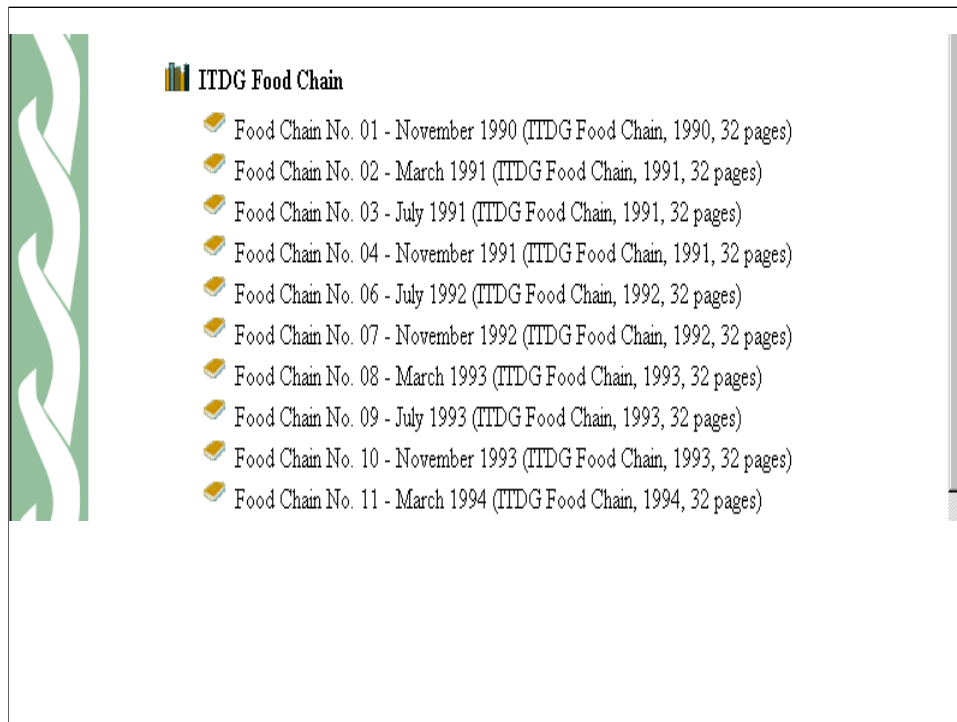 ITDG Food Chain
Food Chain No. 01 - November 1990 (ITDG Food Chain, 1990, 32 pages)
Food Chain No. 02 - March 1991 (ITDG Food Chain, 1991, 32 pages)
Food Chain No. 03 - July 1991 (ITDG Food Chain, 1991, 32 pages)
Food Chain No. 04 - November 1991 (ITDG Food Chain, 1991, 32 pages)
Food Chain No. 06 - July 1992 (ITDG Food Chain, 1992, 32 pages)
Food Chain No. 07 - November 1992 (ITDG Food Chain, 1992, 32 pages)
Food Chain No. 08 - March 1993 (ITDG Food Chain, 1993, 32 pages)
Food Chain No. 09 - July 1993 (ITDG Food Chain, 1993, 32 pages)
Food Chain No. 10 - November 1993 (ITDG Food Chain, 1993, 32 pages)
Food Chain No. 11 - March 1994 (ITDG Food Chain, 1994, 32 pages)